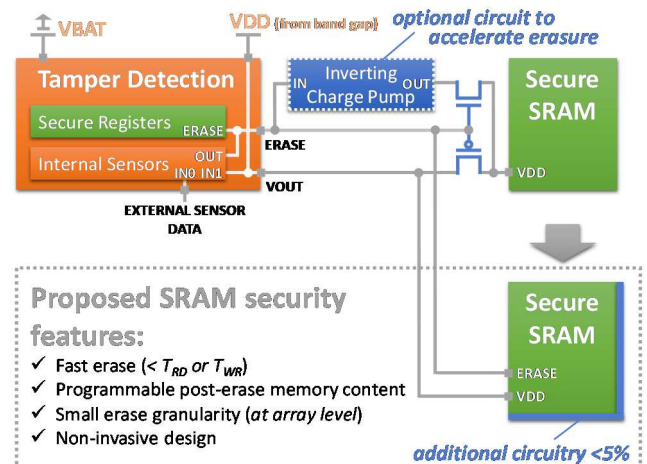 VBAT
VDD (from band gap)
optional circuit to
accelerate erasure
Tamper Detection
Secure Registers
ERASE
Internal Sensors
OUT
IN0 IN1
ERASE
VOUT
EXTERNAL SENSOR
DATA
IN
Inverting
Charge Pump
OUT
Secure
SRAM
VDD
Proposed SRAM security
features:
✓ Fast erase (< TRD or TWR)
✓ Programmable post-erase memory content
✓ Small erase granularity (at array level)
✓ Non-invasive design
Secure
SRAM
ERASE
VDD
additional circuitry <5%